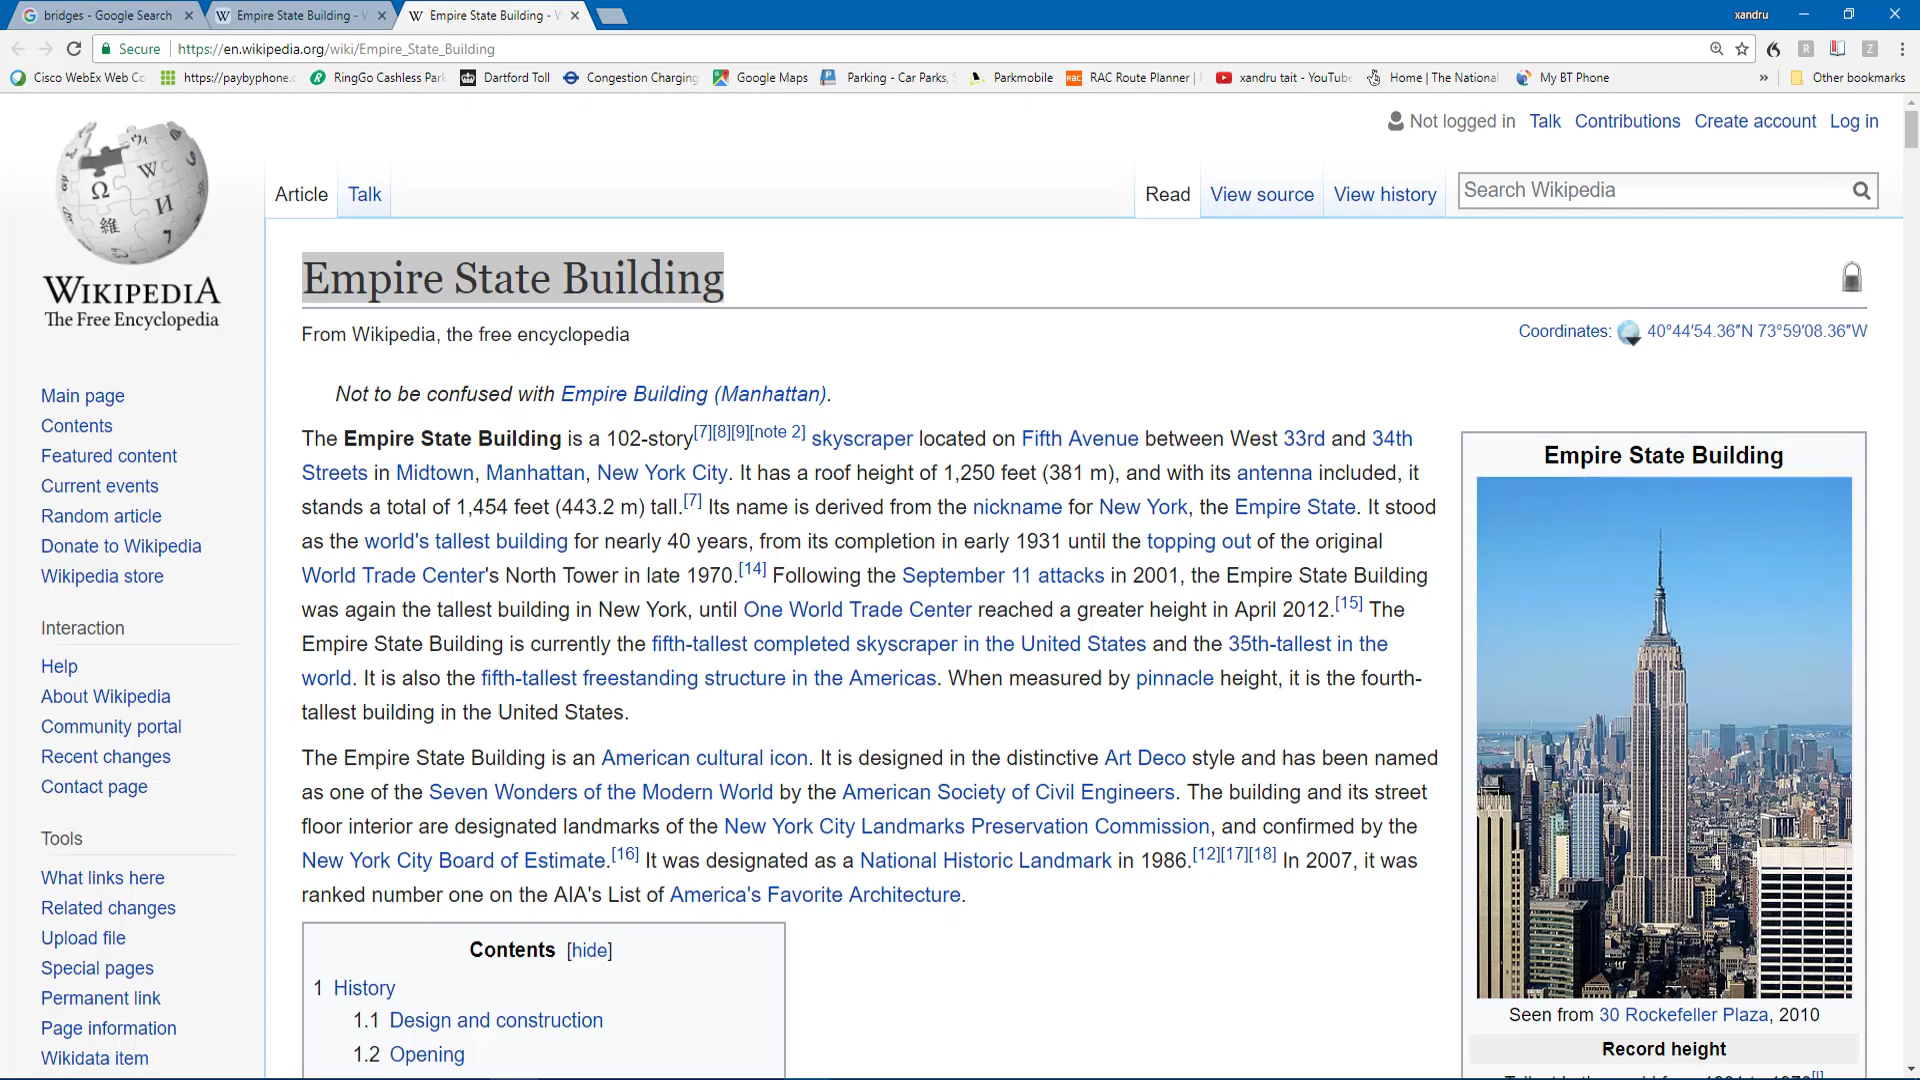 bridges - Google Search
Empire State Building - W
Empire State Building - W
xandru
Secure
https://en.wikipedia.org/wiki/Empire_State_Building
Cisco WebEx Web Co
https://paybyphone.c
RingGo Cashless Park
Dartford Toll
Congestion Charging
Google Maps
Parking - Car Parks,
Parkmobile
RAC Route Planner |
xandru tait - YouTube
Home | The National
My BT Phone
»
Other bookmarks
Not logged in
Talk
Contributions
Create account
Log in
WIKIPEDIA
The Free Encyclopedia
Article
Talk
Read
View source
View history
Search Wikipedia
Main page
Contents
Featured content
Current events
Random article
Donate to Wikipedia
Wikipedia store
Interaction
Help
About Wikipedia
Community portal
Recent changes
Contact page
Tools
What links here
Related changes
Upload file
Special pages
Permanent link
Page information
Wikidata item
Empire State Building
From Wikipedia, the free encyclopedia
Coordinates: 40°44′54.36″N 73°59′08.36″W
Not to be confused with Empire Building (Manhattan).
The Empire State Building is a 102-story[7][8][9][note 2] skyscraper located on Fifth Avenue between West 33rd and 34th
Streets in Midtown, Manhattan, New York City. It has a roof height of 1,250 feet (381 m), and with its antenna included, it
stands a total of 1,454 feet (443.2 m) tall.[7] Its name is derived from the nickname for New York, the Empire State. It stood
as the world's tallest building for nearly 40 years, from its completion in early 1931 until the topping out of the original
World Trade Center's North Tower in late 1970.[14] Following the September 11 attacks in 2001, the Empire State Building
was again the tallest building in New York, until One World Trade Center reached a greater height in April 2012.[15] The
Empire State Building is currently the fifth-tallest completed skyscraper in the United States and the 35th-tallest in the
world. It is also the fifth-tallest freestanding structure in the Americas. When measured by pinnacle height, it is the fourth-
tallest building in the United States.
The Empire State Building is an American cultural icon. It is designed in the distinctive Art Deco style and has been named
as one of the Seven Wonders of the Modern World by the American Society of Civil Engineers. The building and its street
floor interior are designated landmarks of the New York City Landmarks Preservation Commission, and confirmed by the
New York City Board of Estimate.[16] It was designated as a National Historic Landmark in 1986.[12][17][18] In 2007, it was
ranked number one on the AIA's List of America's Favorite Architecture.
Contents [hide]
1 History
1.1 Design and construction
1.2 Opening
Empire State Building
Seen from 30 Rockefeller Plaza, 2010
Record height